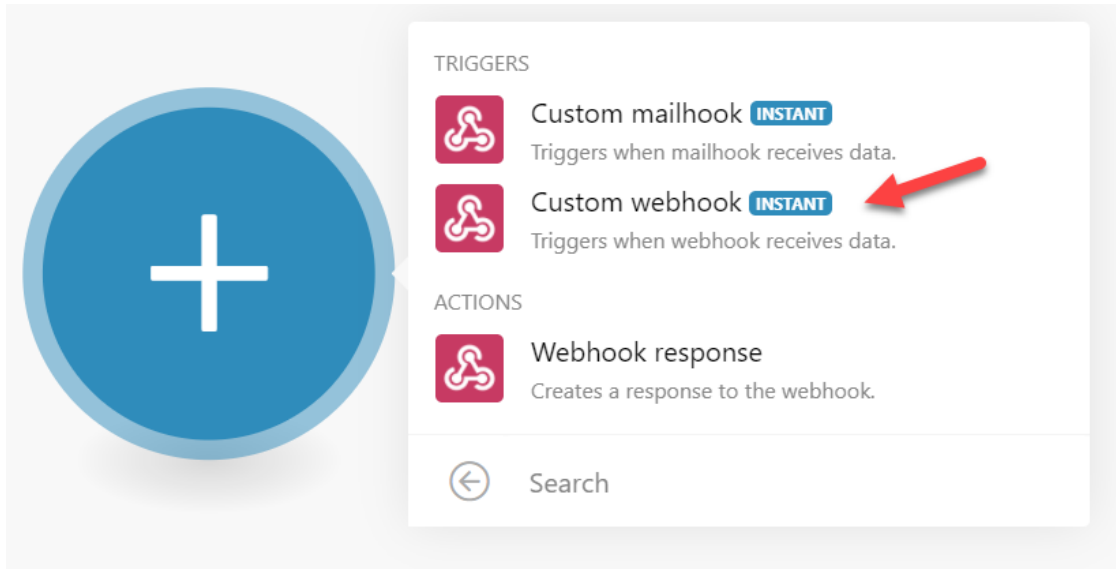 TRIGGERS
Custom mailhook INSTANT
Triggers when mailhook receives data.
Custom webhook INSTANT
Triggers when webhook receives data.
ACTIONS
Webhook response
Creates a response to the webhook.
Search